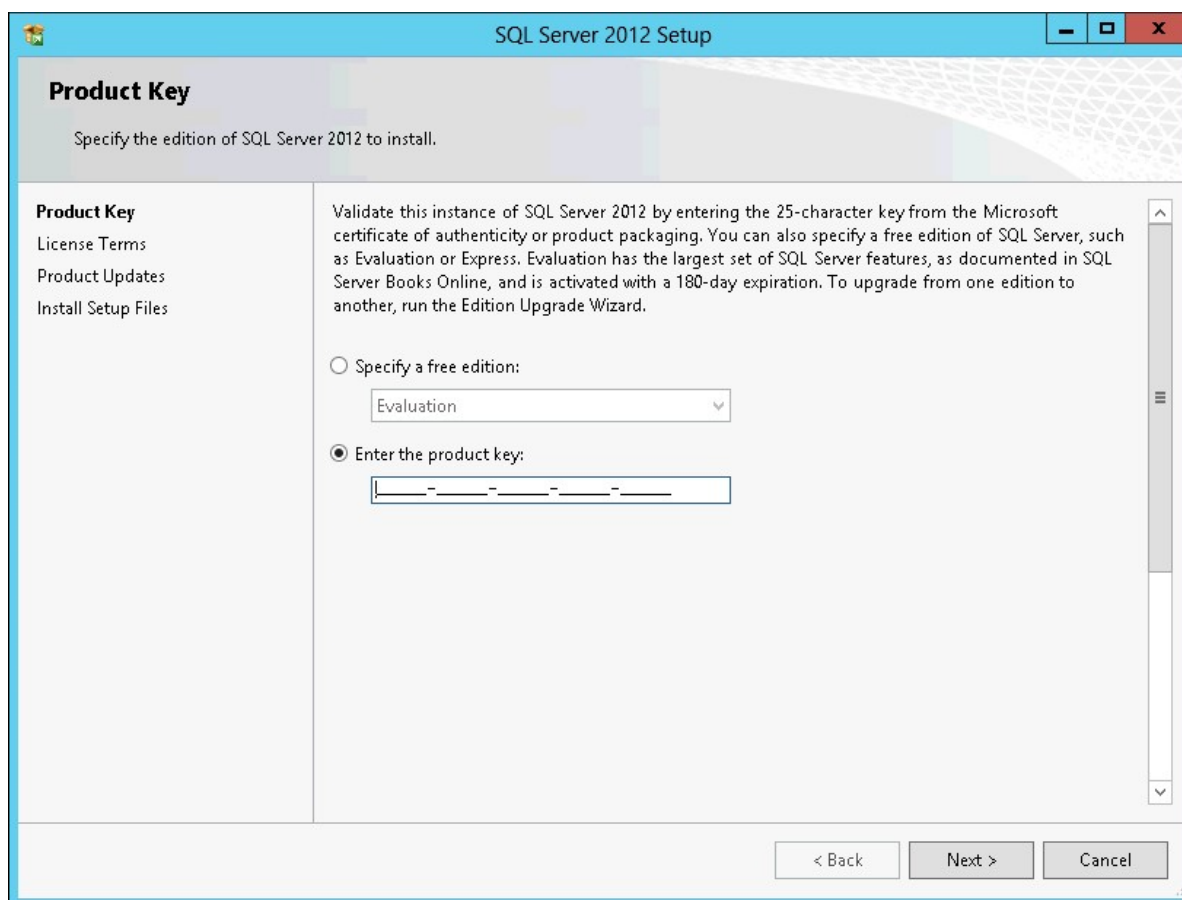 SQL Server 2012 Setup
Product Key
Specify the edition of SQL Server 2012 to install.
Product Key
License Terms
Product Updates
Install Setup Files
Validate this instance of SQL Server 2012 by entering the 25-character key from the Microsoft
certificate of authenticity or product packaging. You can also specify a free edition of SQL Server, such
as Evaluation or Express. Evaluation has the largest set of SQL Server features, as documented in SQL
Server Books Online, and is activated with a 180-day expiration. To upgrade from one edition to
another, run the Edition Upgrade Wizard.
Specify a free edition:
Evaluation
Enter the product key:
_____-_____-_____-_____-_____
< Back
Next >
Cancel